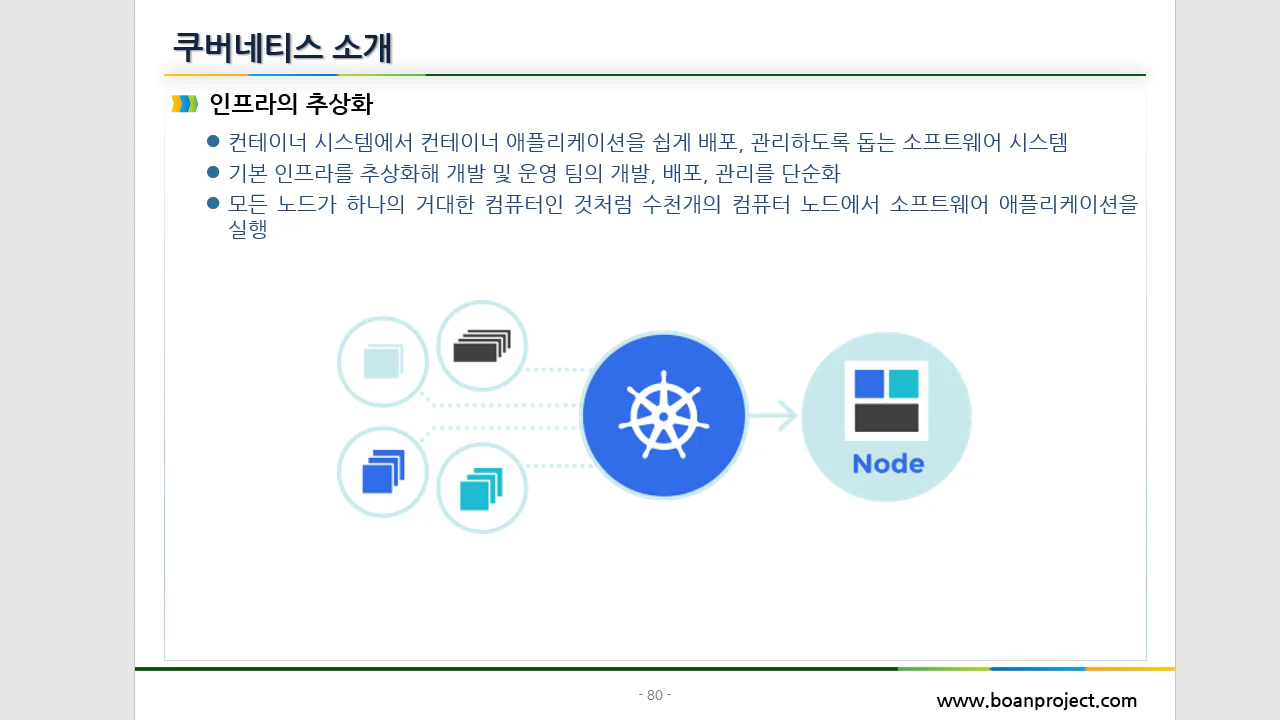 쿠버네티스 소개
인프라의 추상화
컨테이너 시스템에서 컨테이너 애플리케이션을 쉽게 배포, 관리하도록 돕는 소프트웨어 시스템
기본 인프라를 추상화해 개발 및 운영 팀의 개발, 배포, 관리를 단순화
모든 노드가 하나의 거대한 컴퓨터인 것처럼 수천개의 컴퓨터 노드에서 소프트웨어 애플리케이션을
실행
Node
- 80 -
www.boanproject.com